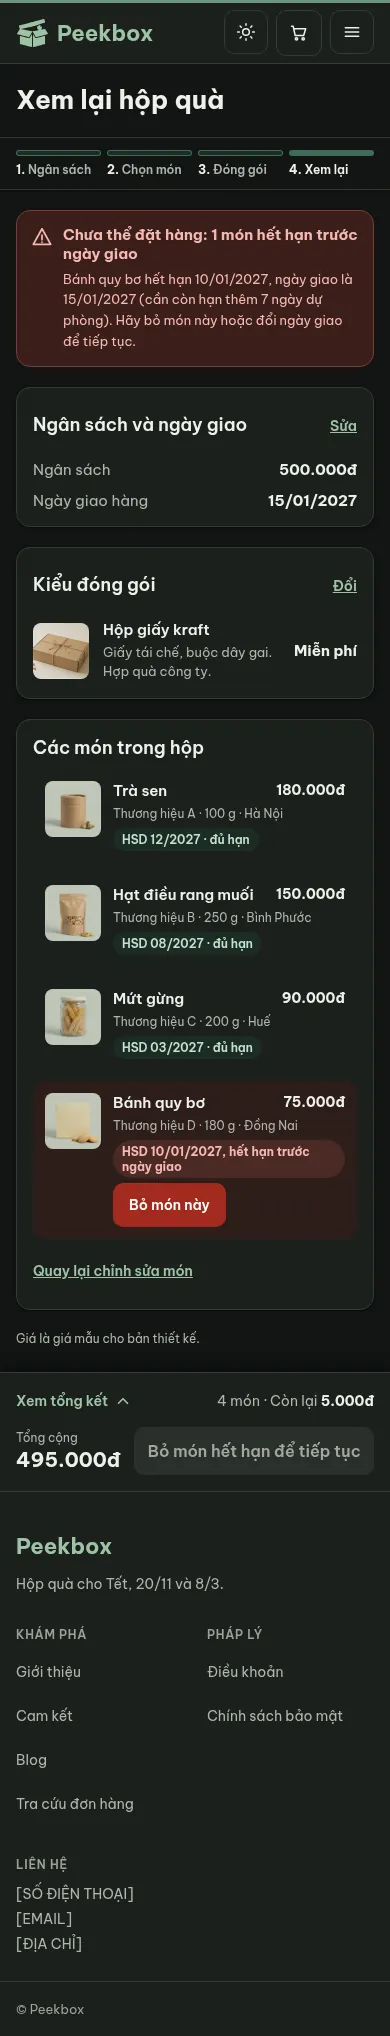 Peekbox
Xem lại hộp quà
1. Ngân sách
2. Chọn món
3. Đóng gói
4. Xem lại
Chưa thể đặt hàng: 1 món hết hạn trước
ngày giao
Bánh quy bơ hết hạn 10/01/2027, ngày giao là
15/01/2027 (cần còn hạn thêm 7 ngày dự
phòng). Hãy bỏ món này hoặc đổi ngày giao
để tiếp tục.
Ngân sách và ngày giao
Sửa
Ngân sách
500.000đ
Ngày giao hàng
15/01/2027
Kiểu đóng gói
Đổi
Hộp giấy kraft
Giấy tái chế, buộc dây gai.
Hợp quà công ty.
Miễn phí
Các món trong hộp
Trà sen
180.000đ
Thương hiệu A · 100 g · Hà Nội
HSD 12/2027 · đủ hạn
Hạt điều rang muối
150.000đ
Thương hiệu B · 250 g · Bình Phước
HSD 08/2027 · đủ hạn
Mứt gừng
90.000đ
Thương hiệu C · 200 g · Huế
HSD 03/2027 · đủ hạn
Bánh quy bơ
75.000đ
Thương hiệu D · 180 g · Đồng Nai
HSD 10/01/2027, hết hạn trước
ngày giao
Bỏ món này
Quay lại chỉnh sửa món
Giá là giá mẫu cho bản thiết kế.
Xem tổng kết
4 món · Còn lại 5.000đ
Tổng cộng
495.000đ
Bỏ món hết hạn để tiếp tục
Peekbox
Hộp quà cho Tết, 20/11 và 8/3.
KHÁM PHÁ
Giới thiệu
Cam kết
Blog
Tra cứu đơn hàng
PHÁP LÝ
Điều khoản
Chính sách bảo mật
LIÊN HỆ
[SỐ ĐIỆN THOẠI]
[EMAIL]
[ĐỊA CHỈ]
© Peekbox